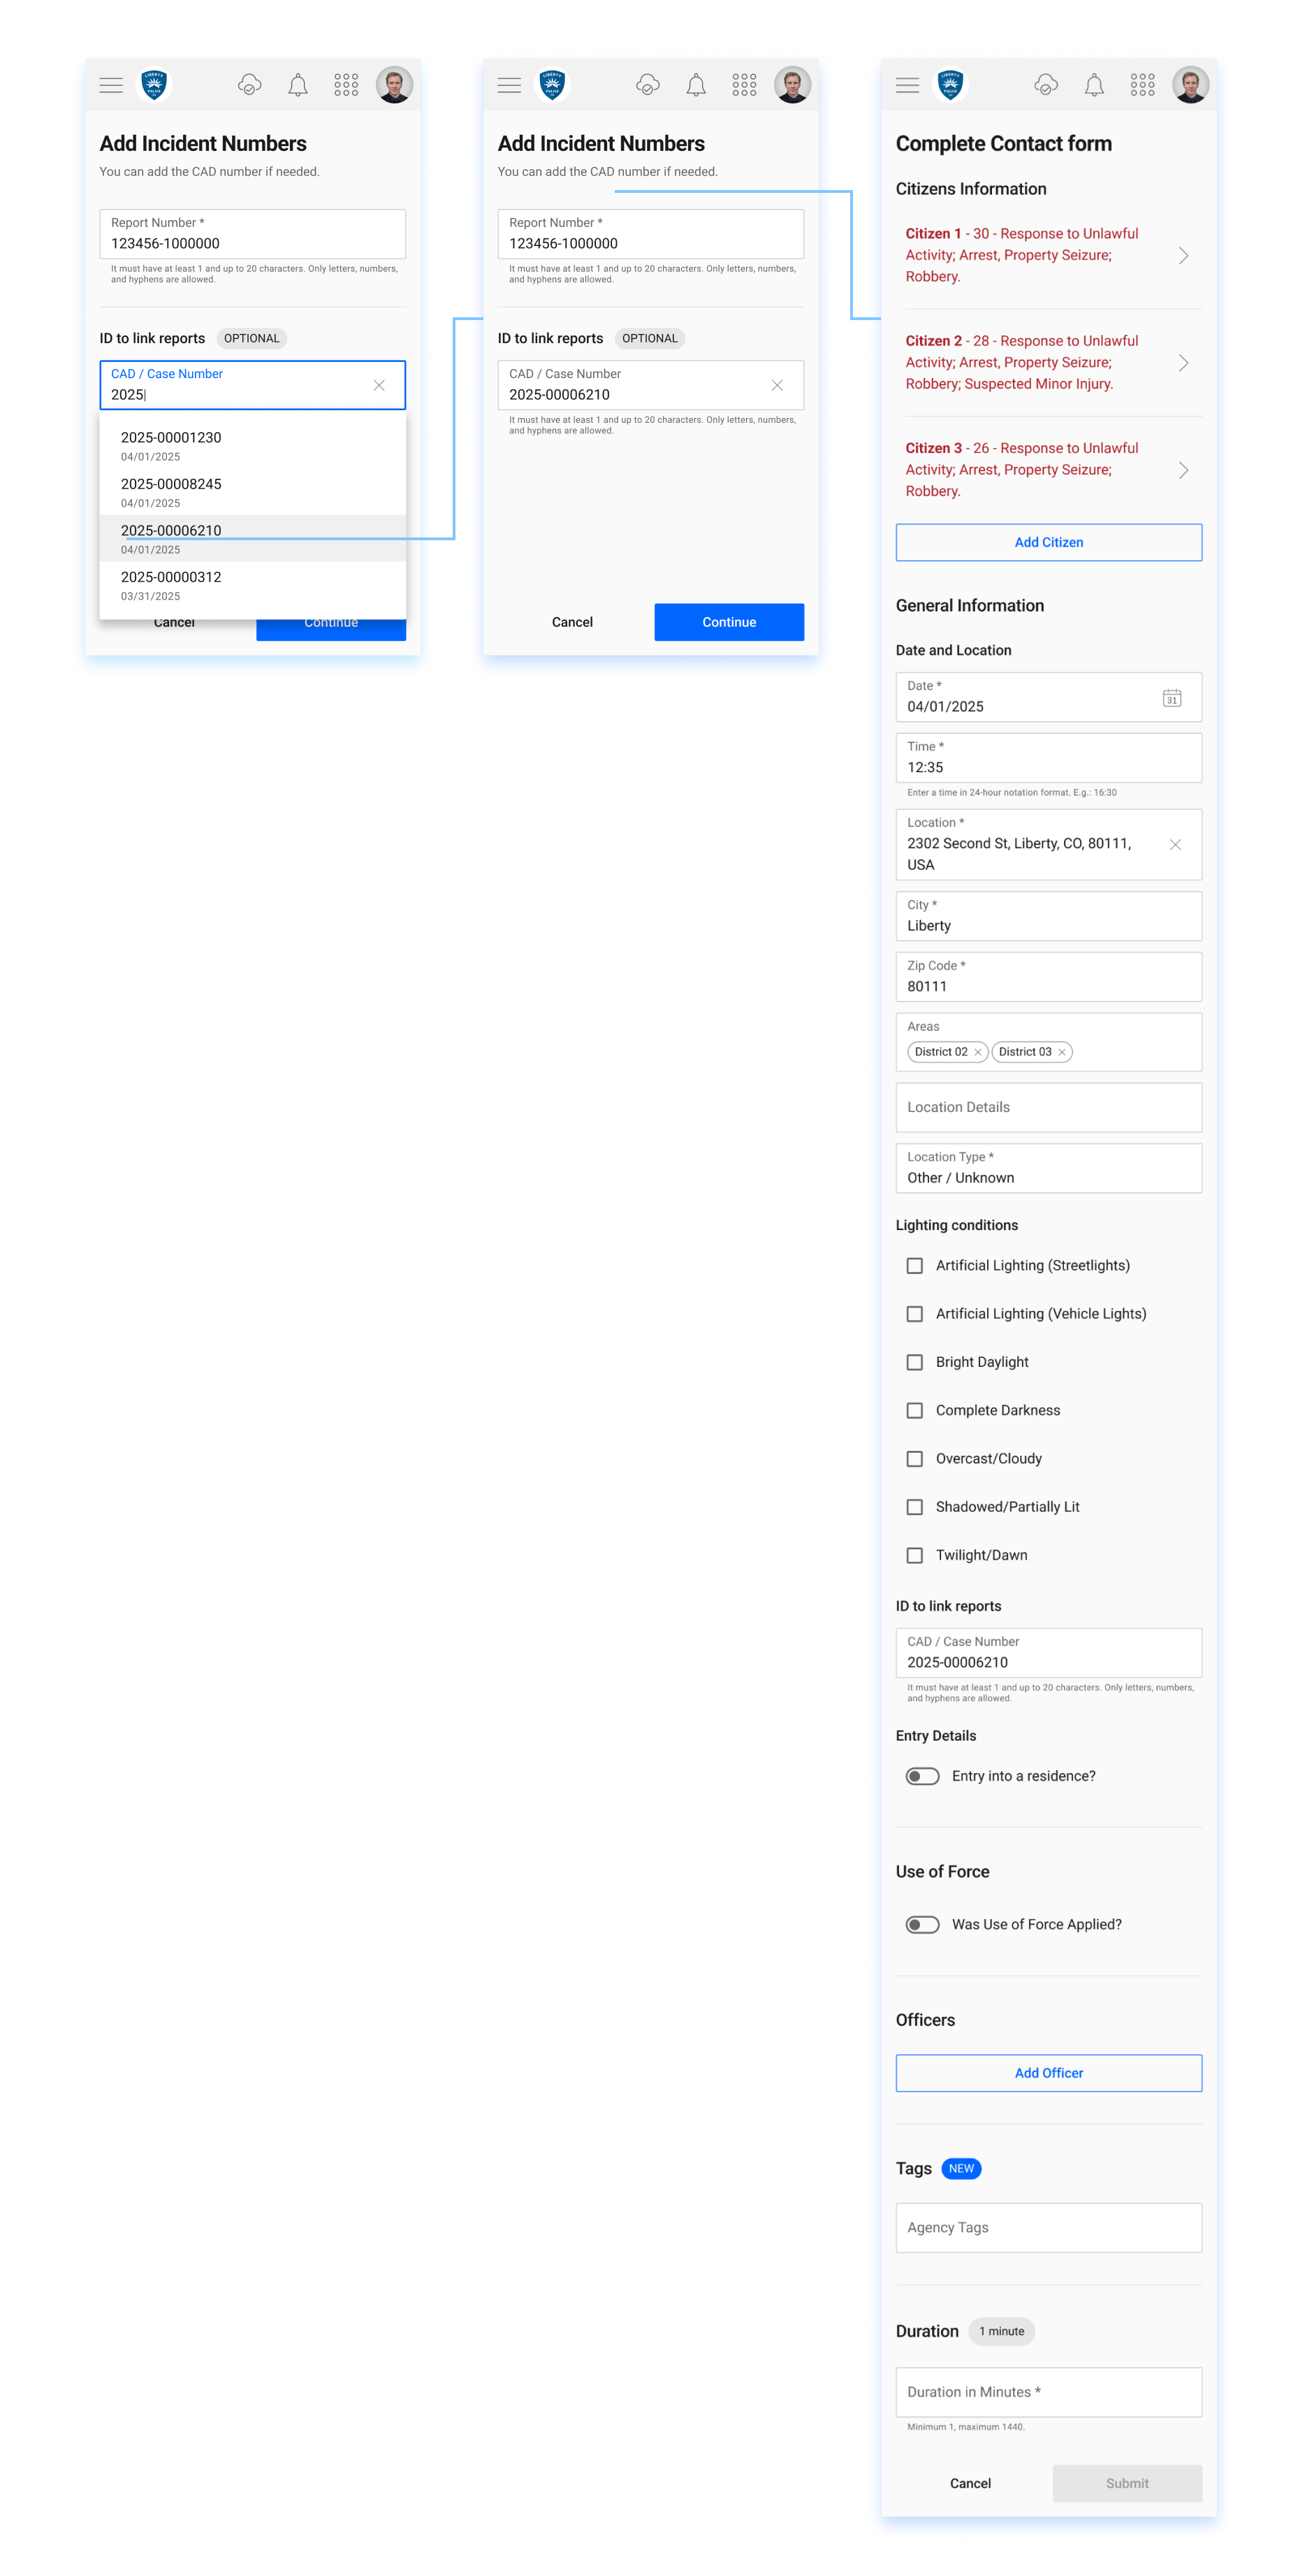 LIBERTY
POLICE
Add Incident Numbers
You can add the CAD number if needed.
Report Number *
123456-1000000
It must have at least 1 and up to 20 characters. Only letters, numbers,
and hyphens are allowed.
ID to link reports OPTIONAL
CAD / Case Number
2025
2025-00001230
04/01/2025
2025-00008245
04/01/2025
2025-00006210
04/01/2025
2025-00000312
03/31/2025
Cancel Continue
LIBERTY
POLICE
Add Incident Numbers
You can add the CAD number if needed.
Report Number *
123456-1000000
It must have at least 1 and up to 20 characters. Only letters, numbers,
and hyphens are allowed.
ID to link reports OPTIONAL
CAD / Case Number
2025-00006210
It must have at least 1 and up to 20 characters. Only letters, numbers,
and hyphens are allowed.
Cancel Continue
LIBERTY
POLICE
Complete Contact form
Citizens Information
Citizen 1 - 30 - Response to Unlawful
Activity; Arrest, Property Seizure;
Robbery.
Citizen 2 - 28 - Response to Unlawful
Activity; Arrest, Property Seizure;
Robbery; Suspected Minor Injury.
Citizen 3 - 26 - Response to Unlawful
Activity; Arrest, Property Seizure;
Robbery.
Add Citizen
General Information
Date and Location
Date *
04/01/2025
31
Time *
12:35
Enter a time in 24-hour notation format. E.g.: 16:30
Location *
2302 Second St, Liberty, CO, 80111,
USA
City *
Liberty
Zip Code *
80111
Areas
District 02 District 03
Location Details
Location Type *
Other / Unknown
Lighting conditions
Artificial Lighting (Streetlights)
Artificial Lighting (Vehicle Lights)
Bright Daylight
Complete Darkness
Overcast/Cloudy
Shadowed/Partially Lit
Twilight/Dawn
ID to link reports
CAD / Case Number
2025-00006210
It must have at least 1 and up to 20 characters. Only letters, numbers,
and hyphens are allowed.
Entry Details
Entry into a residence?
Use of Force
Was Use of Force Applied?
Officers
Add Officer
Tags NEW
Agency Tags
Duration 1 minute
Duration in Minutes *
Minimum 1, maximum 1440.
Cancel Submit